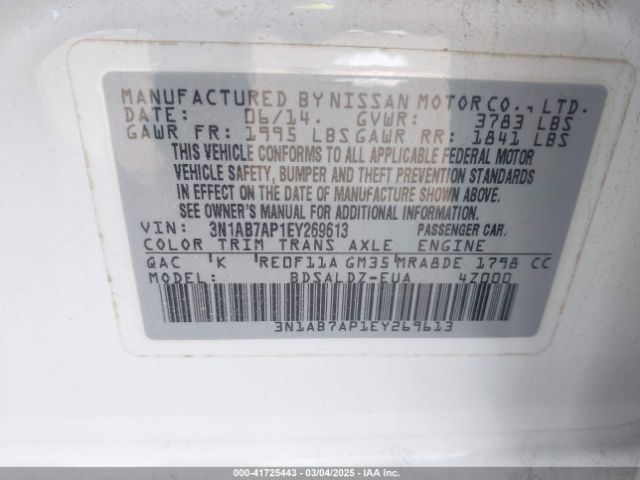 MANUFACTURED BY NISSAN MOTOR CO., LTD.
DATE: 06/14. GVWR: 3783 LBS
GAWR FR: 1995 LBS GAWR RR: 1841 LBS
THIS VEHICLE CONFORMS TO ALL APPLICABLE FEDERAL MOTOR
VEHICLE SAFETY, BUMPER AND THEFT PREVENTION STANDARDS
IN EFFECT ON THE DATE OF MANUFACTURE SHOWN ABOVE.
SEE OWNER'S MANUAL FOR ADDITIONAL INFORMATION.
VIN: 3N1AB7AP1EY269613 PASSENGER CAR.
COLOR TRIM TRANS AXLE ENGINE
QAC K RE0F11A GM35 MRA8DE 1798 CC
MODEL: BDSALDZ-EUA 4Z000
3N1AB7AP1EY269613
000-41725443 - 03/04/2025 - IAA Inc.